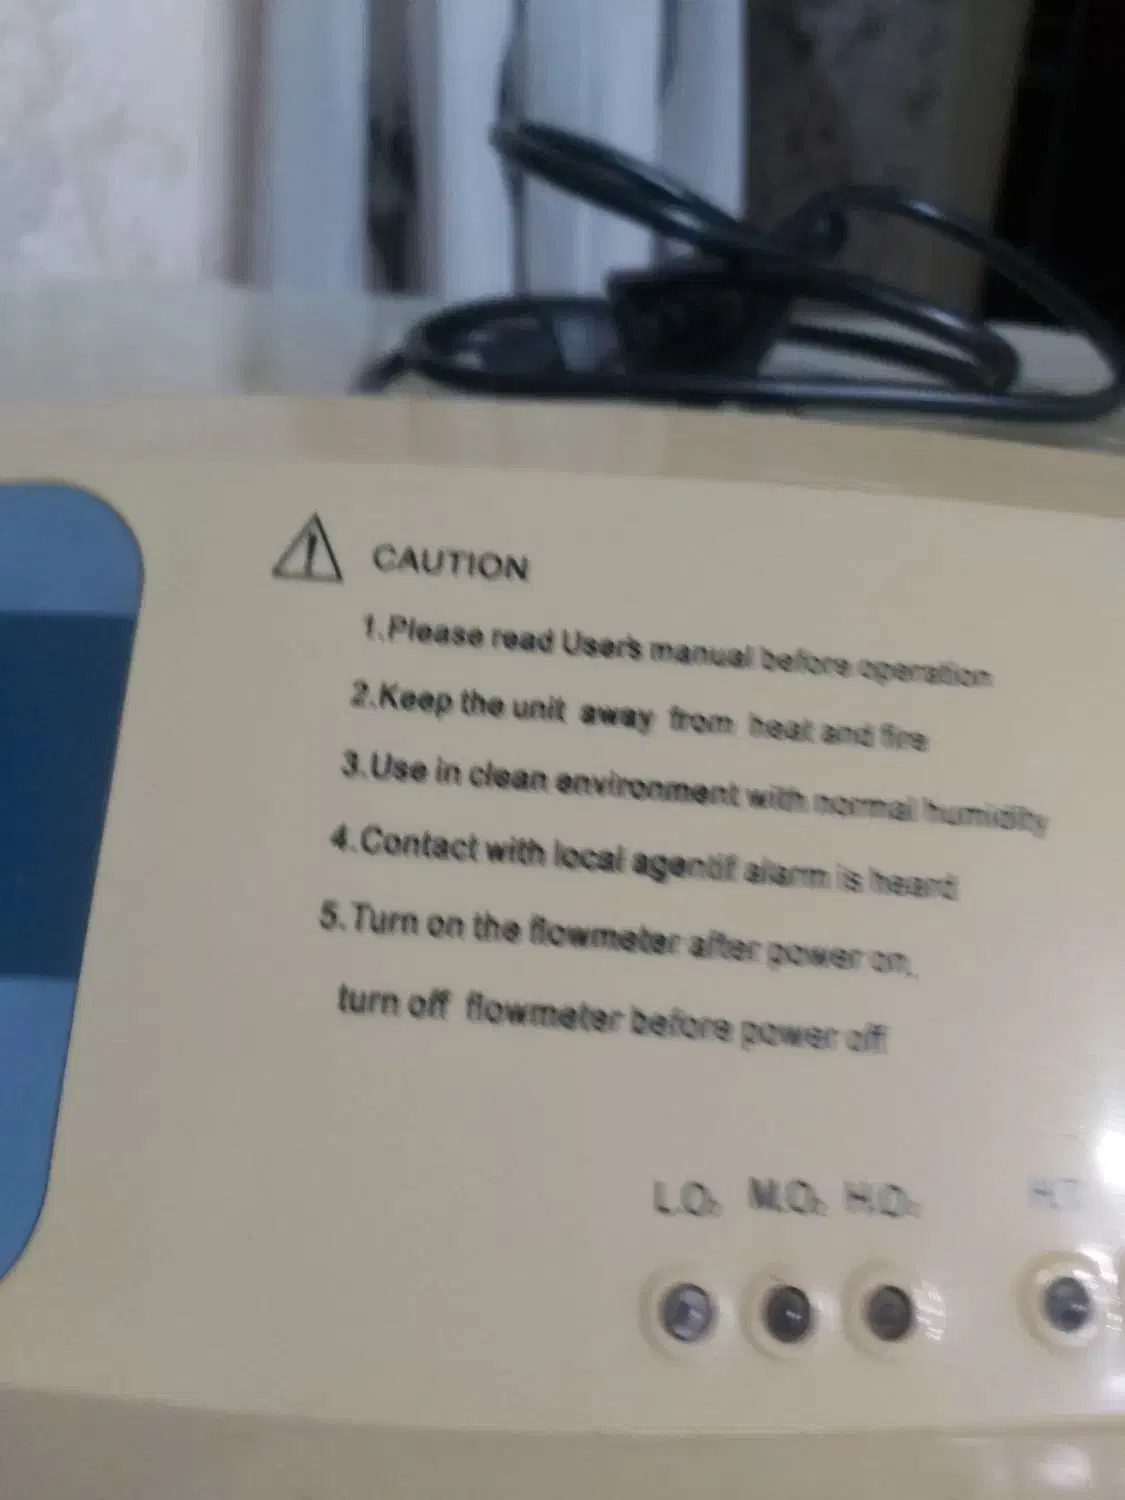 CAUTION
1.Please read User's manual before operation
2.Keep the unit away from heat and fire
3.Use in clean environment with normal humidity
4.Contact with local agentif alarm is heard
5.Turn on the flowmeter after power on,
turn off flowmeter before power off
L.O₂ M.O₂ H.O₂